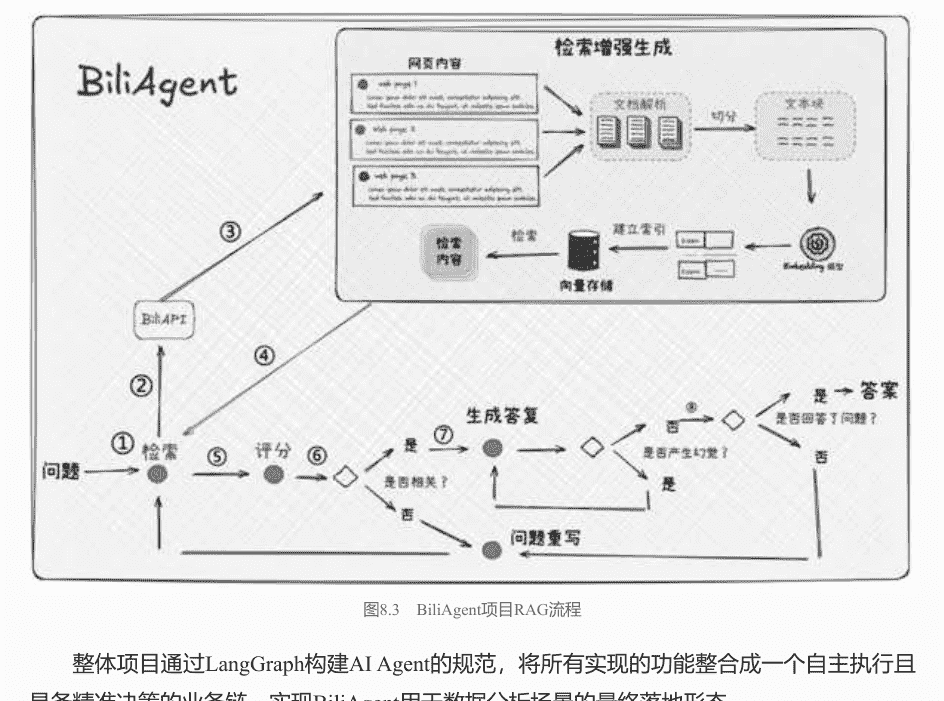 检索增强生成
BiliAgent
网页内容
web page 1
Web page 2
web page 3
文档解析
切分
文本块
检索内容
检索
向量存储
建立索引
Embedding 模型
③
BiliAPI
②
④
①
检索
问题
⑤
评分
⑥
是否相关？
是
否
⑦
生成答复
是否产生幻觉？
否
是
⑧
是否回答了问题？
是
答案
否
问题重写
图8.3 BiliAgent项目RAG流程
整体项目通过LangGraph构建AI Agent的规范，将所有实现的功能整合成一个自主执行且